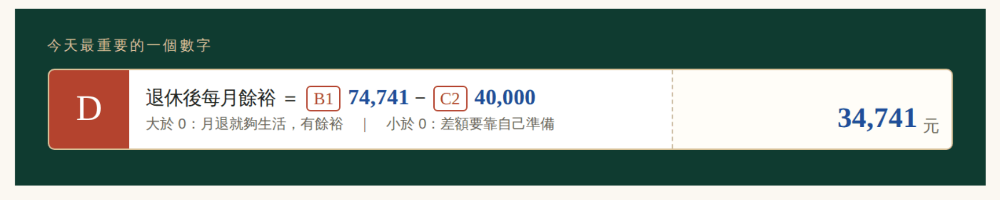 今天最重要的一個數字
D
退休後每月餘裕 = B1 74,741 − C2 40,000
大於 0：月退就夠生活，有餘裕 | 小於 0：差額要靠自己準備
34,741 元